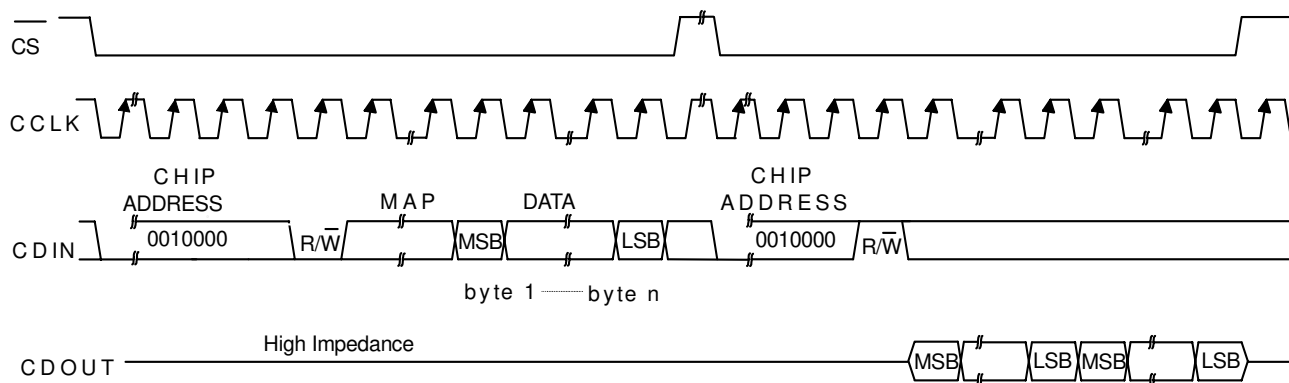 CS
CCLK
CHIP
ADDRESS
MAP
DATA
CHIP
ADDRESS
CDIN
0010000
R/W
MSB
LSB
0010000
R/W
byte 1 ........ byte n
High Impedance
CDOUT
MSB
LSB
MSB
LSB